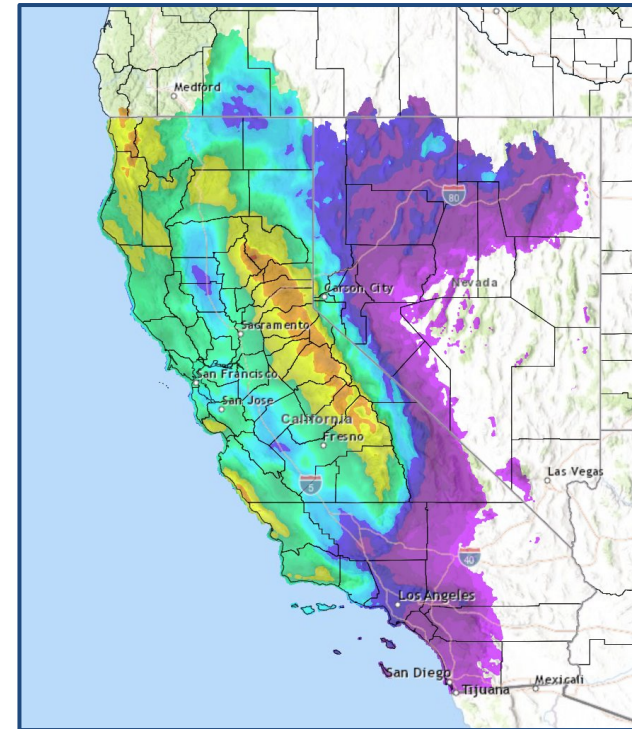 Medford
80
Nevada
Carson City
Sacramento
San Francisco
San Jose
California
Fresno
5
Las Vegas
40
Los Angeles
San Diego
Mexicali
Tijuana